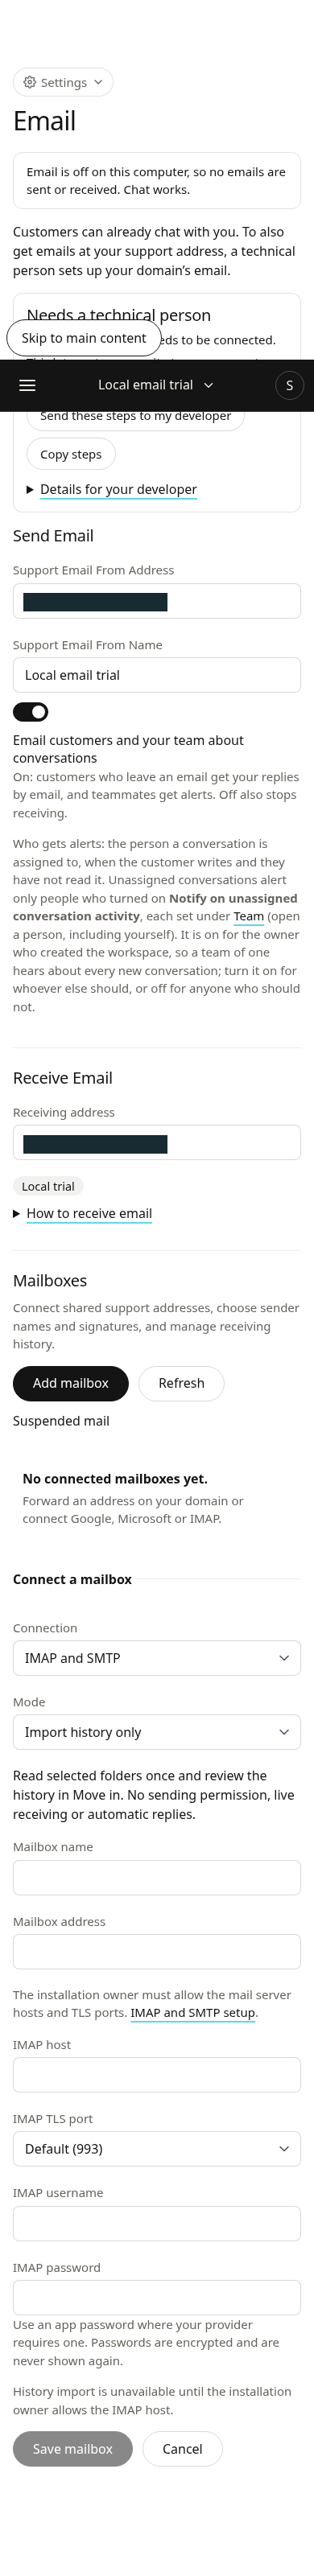 Settings
Email
Email is off on this computer, so no emails are
sent or received. Chat works.
Customers can already chat with you. To also
get emails at your support address, a technical
person sets up your domain’s email.
Needs a technical person
Skip to main content
to be connected.
Local email trial
S
Send these steps to my developer
Copy steps
Details for your developer
Send Email
Support Email From Address
Support Email From Name
Local email trial
Email customers and your team about
conversations
On: customers who leave an email get your replies
by email, and teammates get alerts. Off also stops
receiving.
Who gets alerts: the person a conversation is
assigned to, when the customer writes and they
have not read it. Unassigned conversations alert
only people who turned on Notify on unassigned
conversation activity, each set under Team (open
a person, including yourself). It is on for the owner
who created the workspace, so a team of one
hears about every new conversation; turn it on for
whoever else should, or off for anyone who should
not.
Receive Email
Receiving address
Local trial
How to receive email
Mailboxes
Connect shared support addresses, choose sender
names and signatures, and manage receiving
history.
Add mailbox
Refresh
Suspended mail
No connected mailboxes yet.
Forward an address on your domain or
connect Google, Microsoft or IMAP.
Connect a mailbox
Connection
IMAP and SMTP
Mode
Import history only
Read selected folders once and review the
history in Move in. No sending permission, live
receiving or automatic replies.
Mailbox name
Mailbox address
The installation owner must allow the mail server
hosts and TLS ports. IMAP and SMTP setup.
IMAP host
IMAP TLS port
Default (993)
IMAP username
IMAP password
Use an app password where your provider
requires one. Passwords are encrypted and are
never shown again.
History import is unavailable until the installation
owner allows the IMAP host.
Save mailbox
Cancel